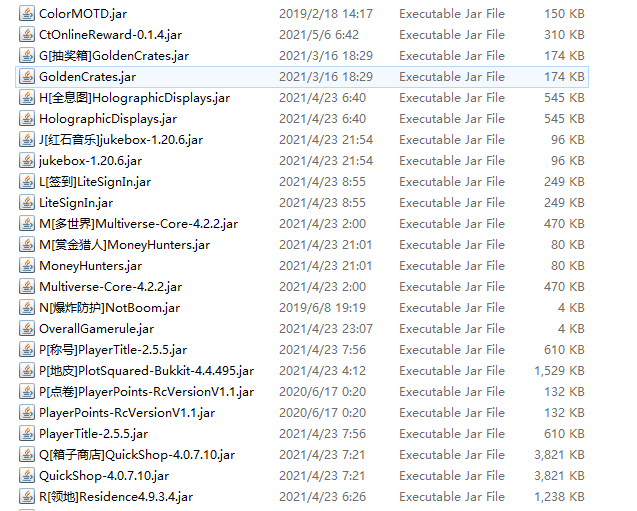 ColorMOTD.jar 2019/2/18 14:17 Executable Jar File 150 KB
CtOnlineReward-0.1.4.jar 2021/5/6 6:42 Executable Jar File 310 KB
G[抽奖箱]GoldenCrates.jar 2021/3/16 18:29 Executable Jar File 174 KB
GoldenCrates.jar 2021/3/16 18:29 Executable Jar File 174 KB
H[全息图]HolographicDisplays.jar 2021/4/23 6:40 Executable Jar File 545 KB
HolographicDisplays.jar 2021/4/23 6:40 Executable Jar File 545 KB
J[红石音乐]jukebox-1.20.6.jar 2021/4/23 21:54 Executable Jar File 96 KB
jukebox-1.20.6.jar 2021/4/23 21:54 Executable Jar File 96 KB
L[签到]LiteSignIn.jar 2021/4/23 8:55 Executable Jar File 249 KB
LiteSignIn.jar 2021/4/23 8:55 Executable Jar File 249 KB
M[多世界]Multiverse-Core-4.2.2.jar 2021/4/23 2:00 Executable Jar File 470 KB
M[赏金猎人]MoneyHunters.jar 2021/4/23 21:01 Executable Jar File 80 KB
MoneyHunters.jar 2021/4/23 21:01 Executable Jar File 80 KB
Multiverse-Core-4.2.2.jar 2021/4/23 2:00 Executable Jar File 470 KB
N[爆炸防护]NotBoom.jar 2019/6/8 19:19 Executable Jar File 4 KB
OverallGamerule.jar 2021/4/23 23:07 Executable Jar File 4 KB
P[称号]PlayerTitle-2.5.5.jar 2021/4/23 7:56 Executable Jar File 610 KB
P[地皮]PlotSquared-Bukkit-4.4.495.jar 2021/4/23 4:12 Executable Jar File 1,529 KB
P[点卷]PlayerPoints-RcVersionV1.1.jar 2020/6/17 0:20 Executable Jar File 132 KB
PlayerPoints-RcVersionV1.1.jar 2020/6/17 0:20 Executable Jar File 132 KB
PlayerTitle-2.5.5.jar 2021/4/23 7:56 Executable Jar File 610 KB
Q[箱子商店]QuickShop-4.0.7.10.jar 2021/4/23 7:21 Executable Jar File 3,821 KB
QuickShop-4.0.7.10.jar 2021/4/23 7:21 Executable Jar File 3,821 KB
R[领地]Residence4.9.3.4.jar 2021/4/23 6:26 Executable Jar File 1,238 KB